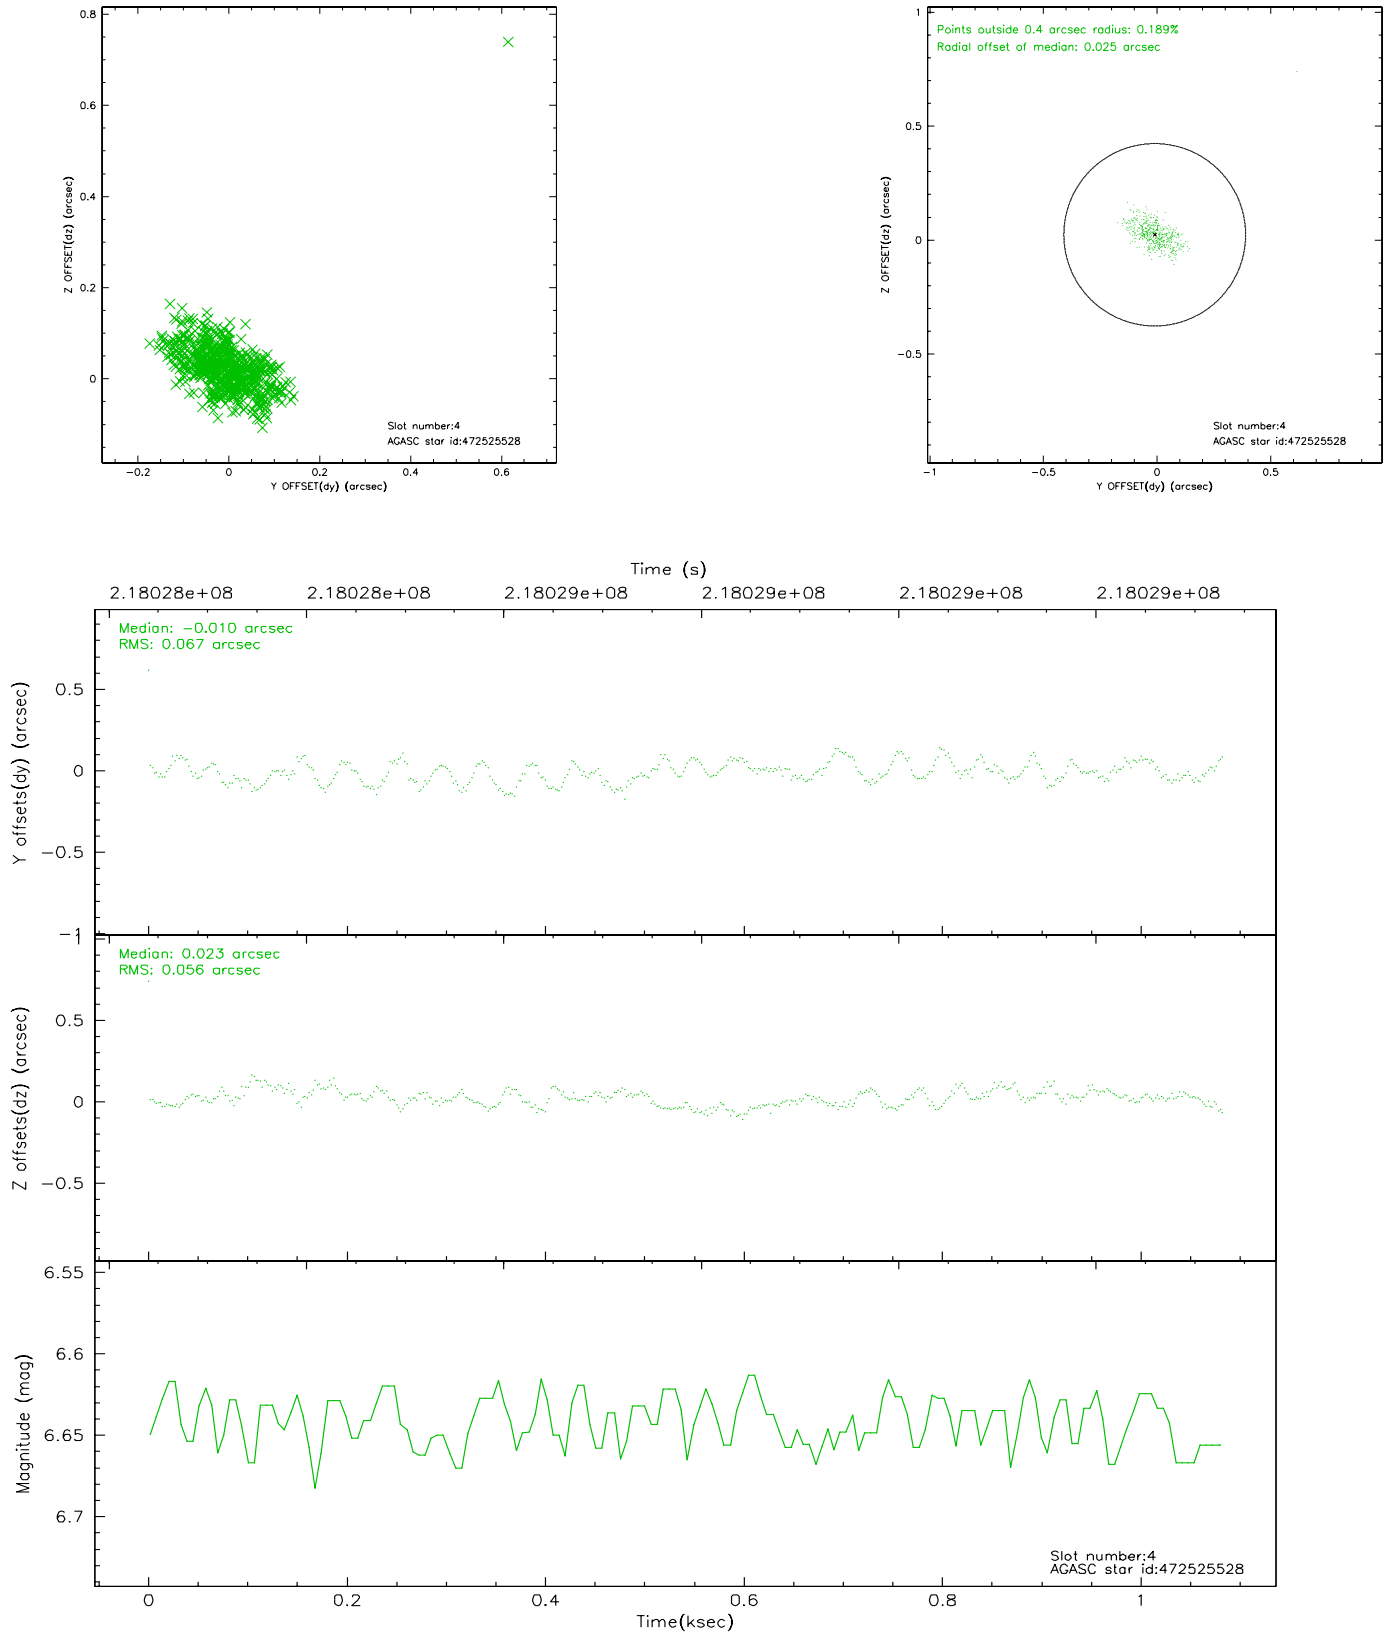 0.8
0.6
0.4
0.2
0
Z OFFSET(dz) (arcsec)
−0.2
0
0.2
0.4
0.6
Y OFFSET(dy) (arcsec)
Slot number:4
AGASC star id:472525528
Points outside 0.4 arcsec radius: 0.189%
Radial offset of median: 0.025 arcsec
1
0.5
0
−0.5
Z OFFSET(dz) (arcsec)
−1
−0.5
0
0.5
Y OFFSET(dy) (arcsec)
Slot number:4
AGASC star id:472525528
Time (s)
2.18028e+08 2.18028e+08 2.18029e+08 2.18029e+08 2.18029e+08 2.18029e+08
Median: −0.010 arcsec
RMS: 0.067 arcsec
0.5
0
−0.5
−1
Y offsets(dy) (arcsec)
Median: 0.023 arcsec
RMS: 0.056 arcsec
1
0.5
0
−0.5
Z offsets(dz) (arcsec)
6.55
6.6
6.65
6.7
Magnitude (mag)
Slot number:4
AGASC star id:472525528
0 0.2 0.4 0.6 0.8 1
Time(ksec)